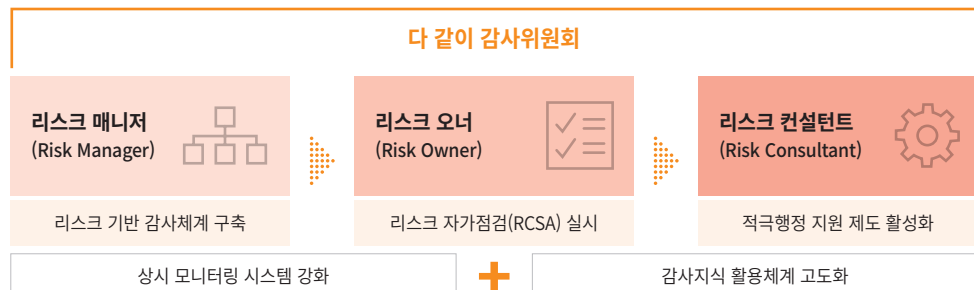 다 같이 감사위원회
리스크 매니저
(Risk Manager)
리스크 오너
(Risk Owner)
리스크 컨설턴트
(Risk Consultant)
리스크 기반 감사체계 구축
리스크 자가점검(RCSA) 실시
적극행정 지원 제도 활성화
상시 모니터링 시스템 강화
감사지식 활용체계 고도화